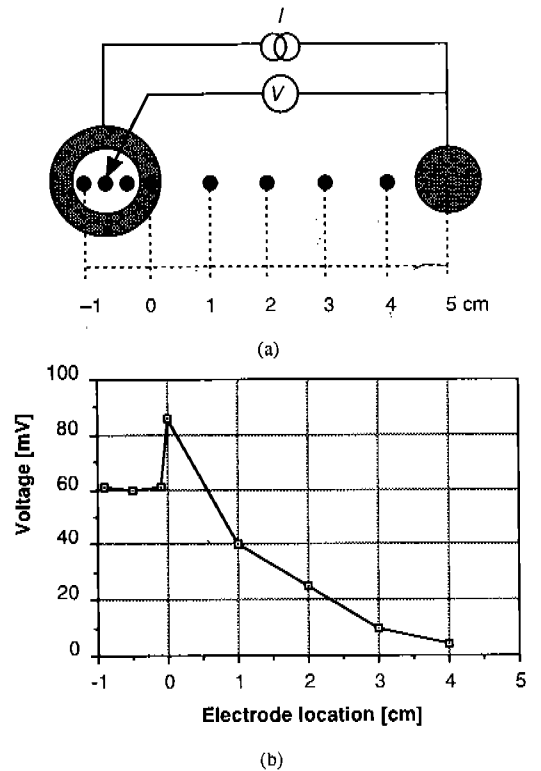 I
V
–1 0 1 2 3 4 5 cm
(a)
100
80
60
40
20
0
Voltage [mV]
-1 0 1 2 3 4 5
Electrode location [cm]
(b)